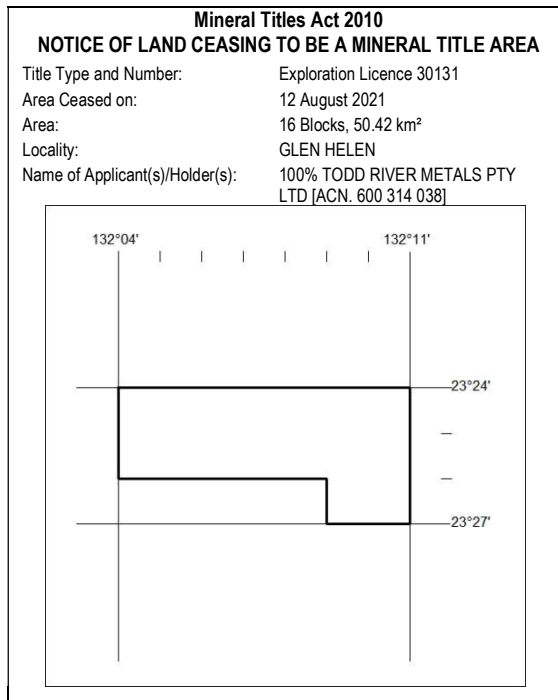 Mineral Titles Act 2010
NOTICE OF LAND CEASING TO BE A MINERAL TITLE AREA
Title Type and Number: Exploration Licence 30131
Area Ceased on: 12 August 2021
Area: 16 Blocks, 50.42 km²
Locality: GLEN HELEN
Name of Applicant(s)/Holder(s): 100% TODD RIVER METALS PTY
LTD [ACN. 600 314 038]
132°04' 132°11'
23°24'
23°27'